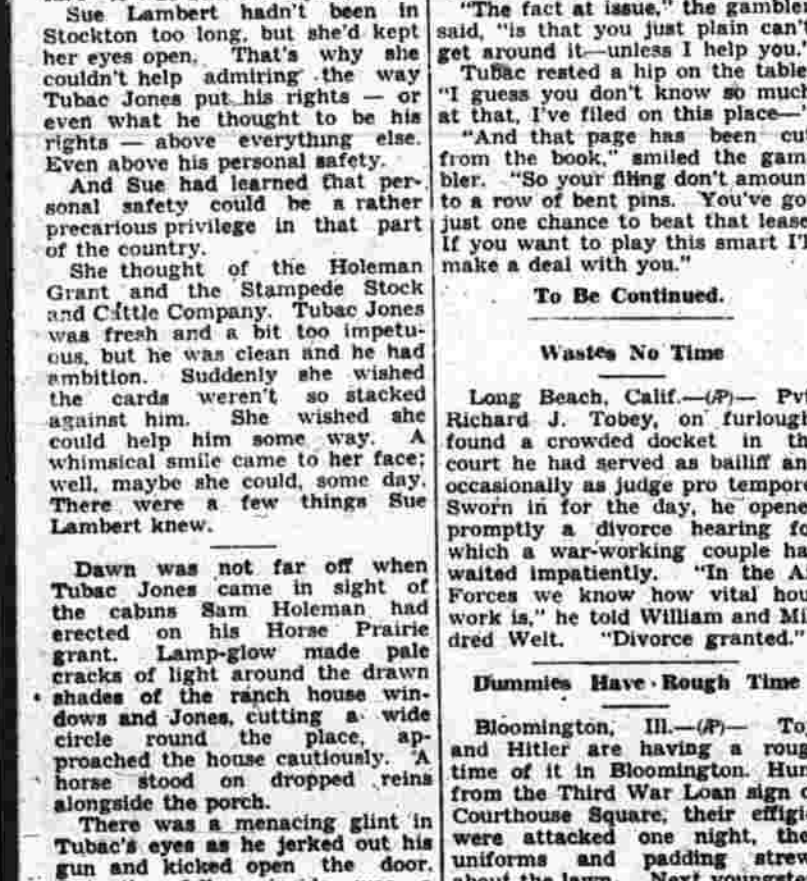 Sue Lambert hadn't been in
Stockton too long, but she'd kept
her eyes open. That's why she
couldn't help admiring the way
Tubac Jones put his rights — or
even what he thought to be his
rights — above everything else.
Even above his personal safety.
And Sue had learned that per-
sonal safety could be a rather
precarious privilege in that part
of the country.
She thought of the Holeman
Grant and the Stampede Stock
and Cattle Company. Tubac Jones
was fresh and a bit too impetu-
ous, but he was clean and he had
ambition. Suddenly she wished
the cards weren't so stacked
against him. She wished she
could help him some way. A
whimsical smile came to her face;
well, maybe she could, some day.
There were a few things Sue
Lambert knew.
Dawn was not far off when
Tubac Jones came in sight of
the cabins Sam Holeman had
erected on his Horse Prairie
grant. Lamp-glow made pale
cracks of light around the drawn
shades of the ranch house win-
dows and Jones, cutting a wide
circle round the place, ap-
proached the house cautiously. A
horse stood on dropped reins
alongside the porch.
There was a menacing glint in
Tubac's eyes as he jerked out his
gun and kicked open the door.
"The fact at issue," the gambler
said, "is that you just plain can't
get around it—unless I help you.
Tubac rested a hip on the table
"I guess you don't know so much
at that, I've filed on this place—
"And that page has been cu
from the book," smiled the gam
bler. "So your filing don't amoun
to a row of bent pins. You've go
just one chance to beat that lease
If you want to play this smart I'l
make a deal with you."
To Be Continued.
Wastes No Time
Long Beach, Calif.—(AP)— Pvt
Richard J. Tobey, on furlough
found a crowded docket in th
court he had served as bailiff an
occasionally as judge pro tempore
Sworn in for the day, he opene
promptly a divorce hearing fo
which a war-working couple ha
waited impatiently. "In the Ai
Forces we know how vital hou
work is," he told William and Mi
dred Welt. "Divorce granted."
Dummies Have Rough Time
Bloomington, Ill.—(AP)— To
and Hitler are having a roug
time of it in Bloomington. Hun
from the Third War Loan sign o
Courthouse Square, their effigi
were attacked one night, the
uniforms and padding strew
about the lawn. Next youngste